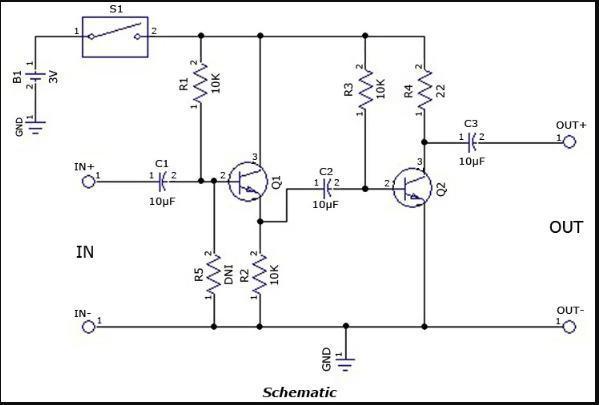 S1
1 2
B1 1 2 3V
GND 1
R1 2 1 10K
R3 2 1 10K
R4 2 1 22
C3
1 2
10µF
OUT+
1
IN+
1
C1
1 2
10µF
2 3 1 Q1
C2
1 2
10µF
2 3 1 Q2
IN
OUT
R5 2 1 DNI
R2 2 1 10K
IN-
1
OUT-
1
GND 1
Schematic